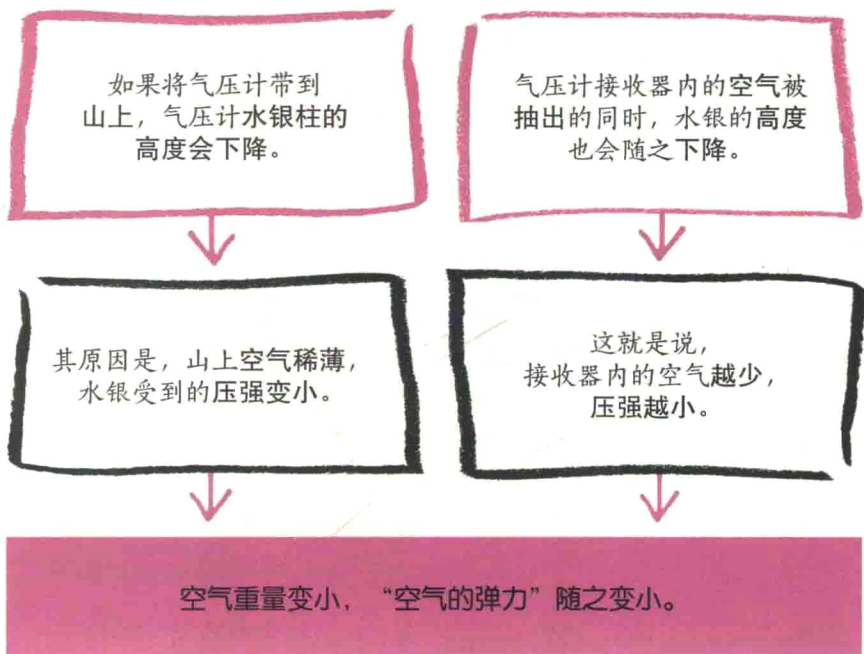 如果将气压计带到
山上，气压计水银柱的
高度会下降。
气压计接收器内的空气被
抽出的同时，水银的高度
也会随之下降。
其原因是，山上空气稀薄，
水银受到的压强变小。
这就是说，
接收器内的空气越少，
压强越小。
空气重量变小，“空气的弹力”随之变小。